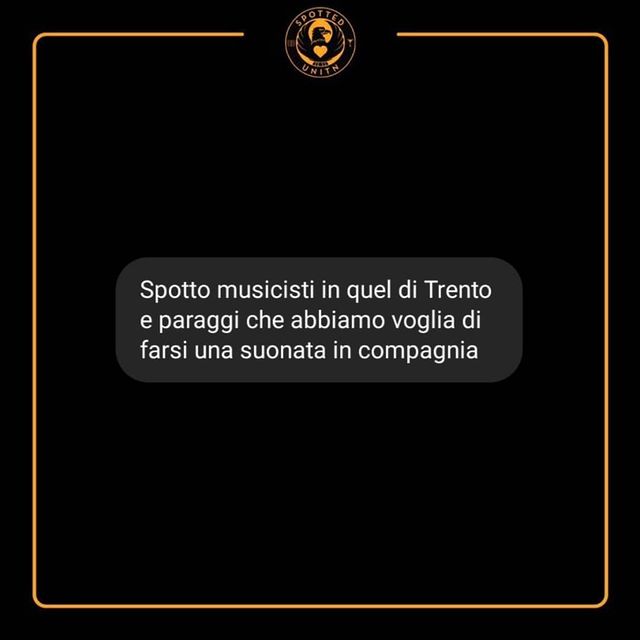 SPOTTED
UNITN
Spotto musicisti in quel di Trento
e paraggi che abbiamo voglia di
farsi una suonata in compagnia